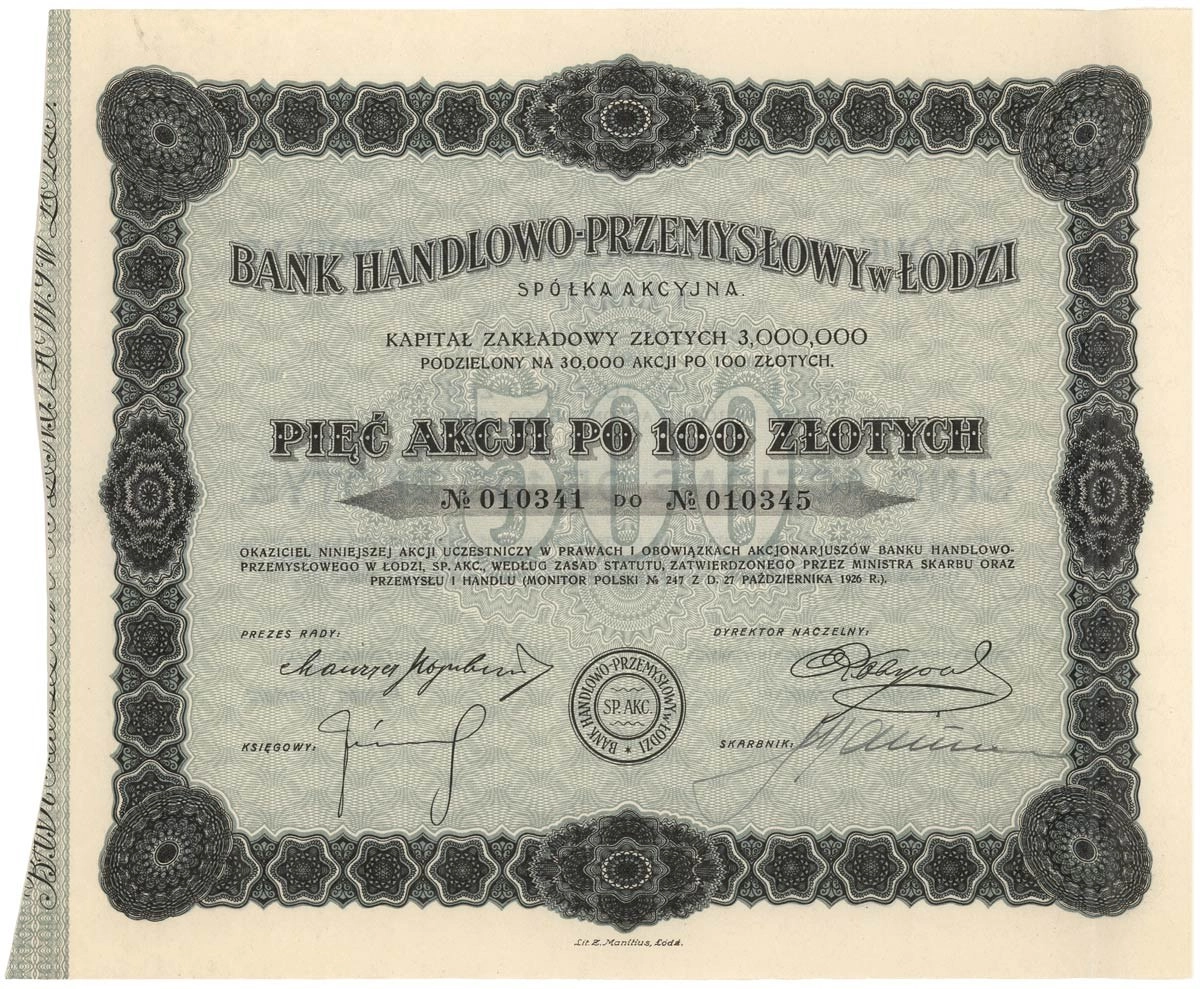 BANK HANDLOWO-PRZEMYSŁOWY w ŁODZI
SPÓŁKA AKCYJNA.
KAPITAŁ ZAKŁADOWY ZŁOTYCH 3,000,000
PODZIELONY NA 30,000 AKCJI PO 100 ZŁOTYCH.
500
PIĘĆ AKCJI PO 100 ZŁOTYCH
№ 010341 DO № 010345
OKAZICIEL NINIEJSZEJ AKCJI UCZESTNICZY W PRAWACH I OBOWIĄZKACH AKCJONARJUSZÓW BANKU HANDLOWO-
PRZEMYSŁOWEGO W ŁODZI, SP. AKC., WEDŁUG ZASAD STATUTU, ZATWIERDZONEGO PRZEZ MINISTRA SKARBU ORAZ
PRZEMYSŁU I HANDLU (MONITOR POLSKI № 247 Z D. 27 PAŹDZIERNIKA 1926 R.).
PREZES RADY:
DYREKTOR NACZELNY:
BANK HANDLOWO-PRZEMYSŁOWY w ŁODZI
SP. AKC.
KSIĘGOWY:
SKARBNIK:
Lit. Z. Manitius, Łódź.